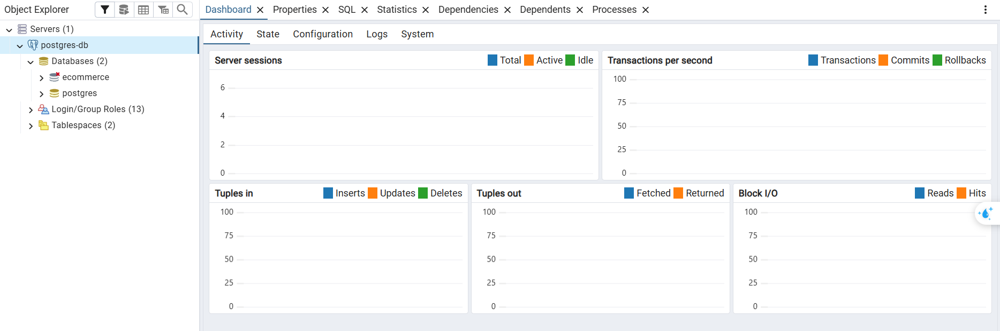 Object Explorer
Dashboard Properties SQL Statistics Dependencies Dependents Processes
Servers (1)
postgres-db
Databases (2)
ecommerce
postgres
Login/Group Roles (13)
Tablespaces (2)
Activity State Configuration Logs System
Server sessions Total Active Idle
6
4
2
0
Transactions per second Transactions Commits Rollbacks
100
75
50
25
0
Tuples in Inserts Updates Deletes
100
75
50
25
0
Tuples out Fetched Returned
100
75
50
25
0
Block I/O Reads Hits
100
75
50
25
0